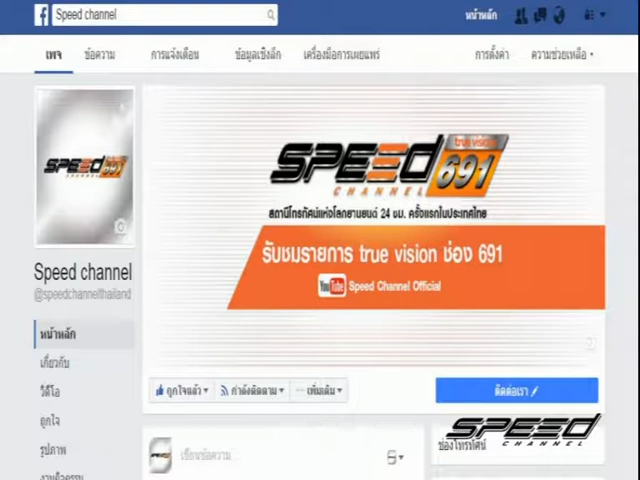 Speed channel
หน้าหลัก
เพจ ข้อความ การแจ้งเตือน ข้อมูลเชิงลึก เครื่องมือการเผยแพร่ การตั้งค่า ความช่วยเหลือ
SPEED 691
SPEED true vision 691
CHANNEL
สถานีโทรทัศน์แห่งโลกยานยนต์ 24 ชม. ครั้งแรกในประเทศไทย
รับชมรายการ true vision ช่อง 691
YouTube Speed Channel Official
Speed channel
@speedchannelthailand
หน้าหลัก
เกี่ยวกับ
วิดีโอ
ถูกใจ
รูปภาพ
ถูกใจแล้ว กำลังติดตาม เพิ่มเติม ติดต่อเรา
เขียนข้อความ...
ช่องโทรทัศน์
SPEED
CHANNEL